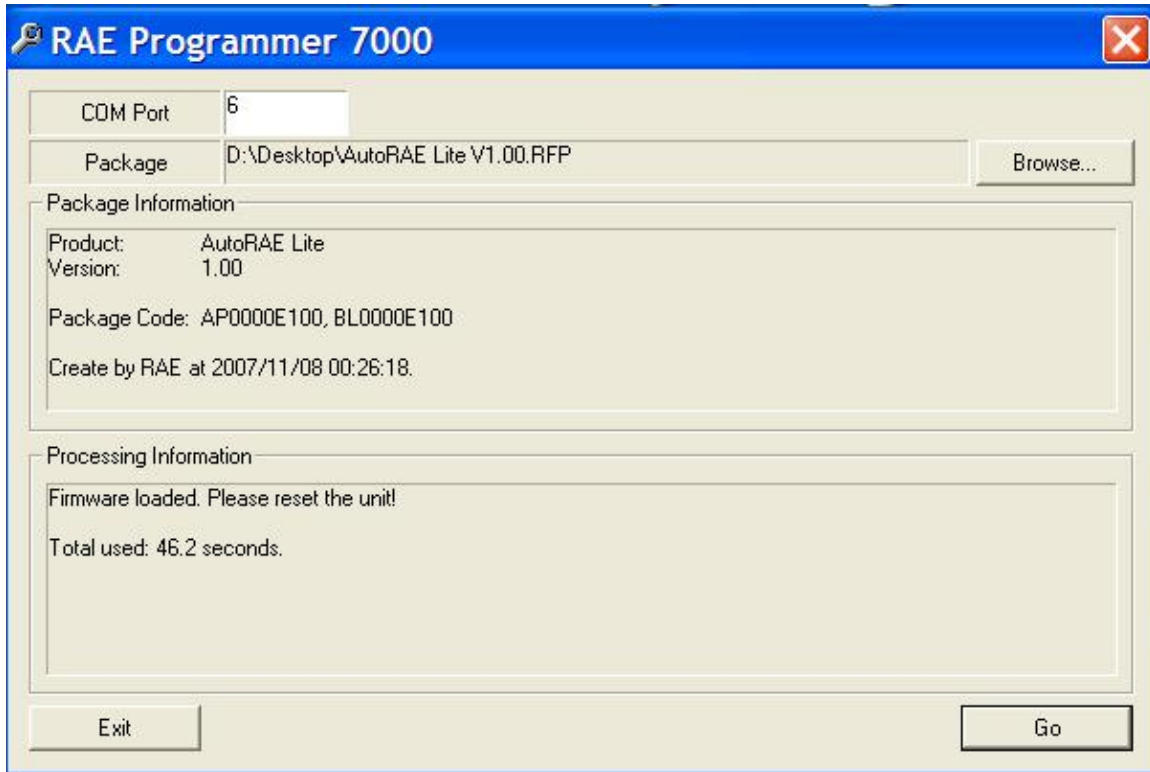 RAE Programmer 7000
COM Port 6
Package D:\Desktop\AutoRAE Lite V1.00.RFP Browse...
Package Information
Product: AutoRAE Lite
Version: 1.00
Package Code: AP0000E100, BL0000E100
Create by RAE at 2007/11/08 00:26:18.
Processing Information
Firmware loaded. Please reset the unit!
Total used: 46.2 seconds.
Exit Go